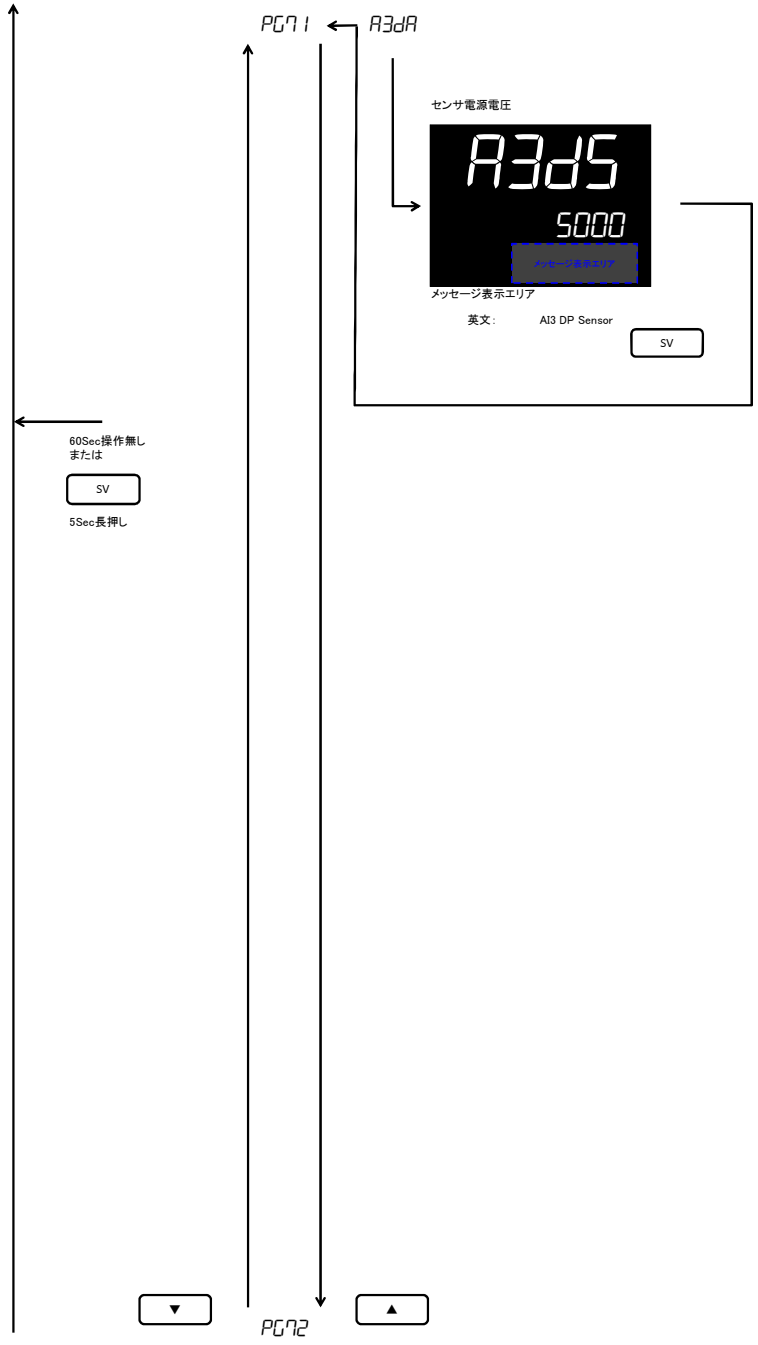 PG71
A3dA
センサ電源電圧
A3dS
5000
メッセージ表示エリア
メッセージ表示エリア
英文: AI3 DP Sensor
SV
60Sec操作無し
または
SV
5Sec長押し
▼
▲
PG72